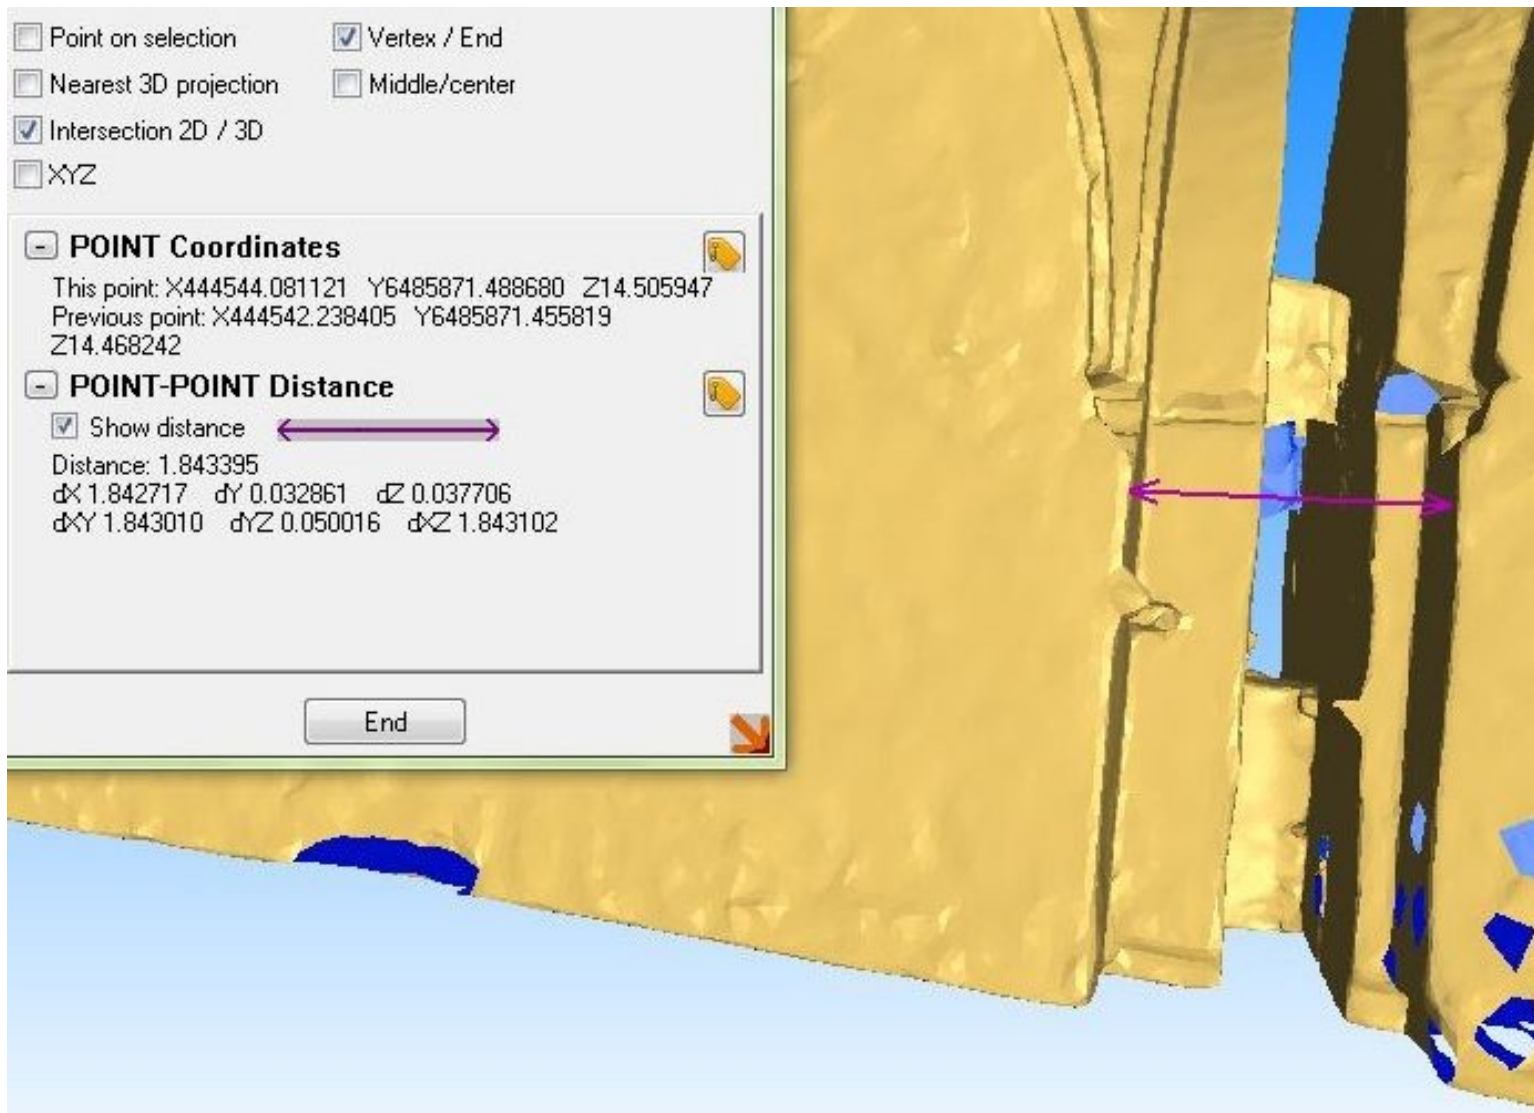 Point on selection
Vertex / End
Nearest 3D projection
Middle/center
Intersection 2D / 3D
XYZ
POINT Coordinates
This point: X444544.081121 Y6485871.488680 Z14.505947
Previous point: X444542.238405 Y6485871.455819
Z14.468242
POINT-POINT Distance
Show distance
Distance: 1.843395
dX 1.842717 dY 0.032861 dZ 0.037706
dXY 1.843010 dYZ 0.050016 dXZ 1.843102
End